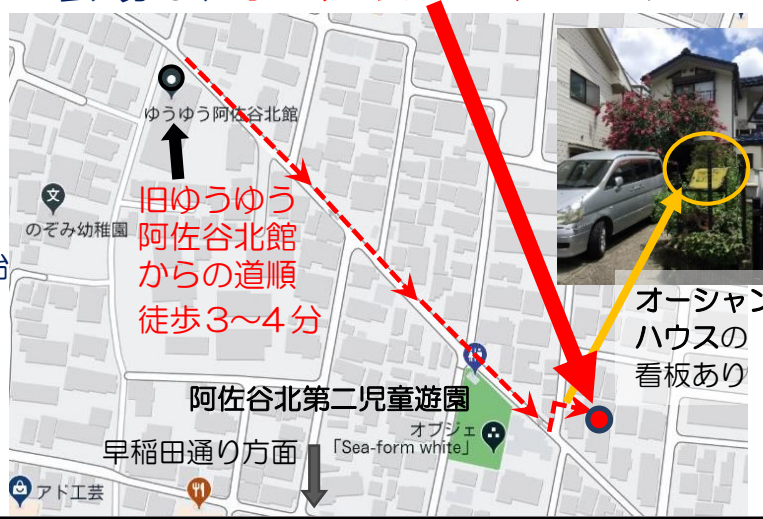 ゆうゆう阿佐谷北館
のぞみ幼稚園
旧ゆうゆう
阿佐谷北館
からの道順
徒歩3～4分
オーシャン
ハウスの
看板あり
阿佐谷北第二児童遊園
オブジェ
「Sea-form white」
早稲田通り方面
アド工芸